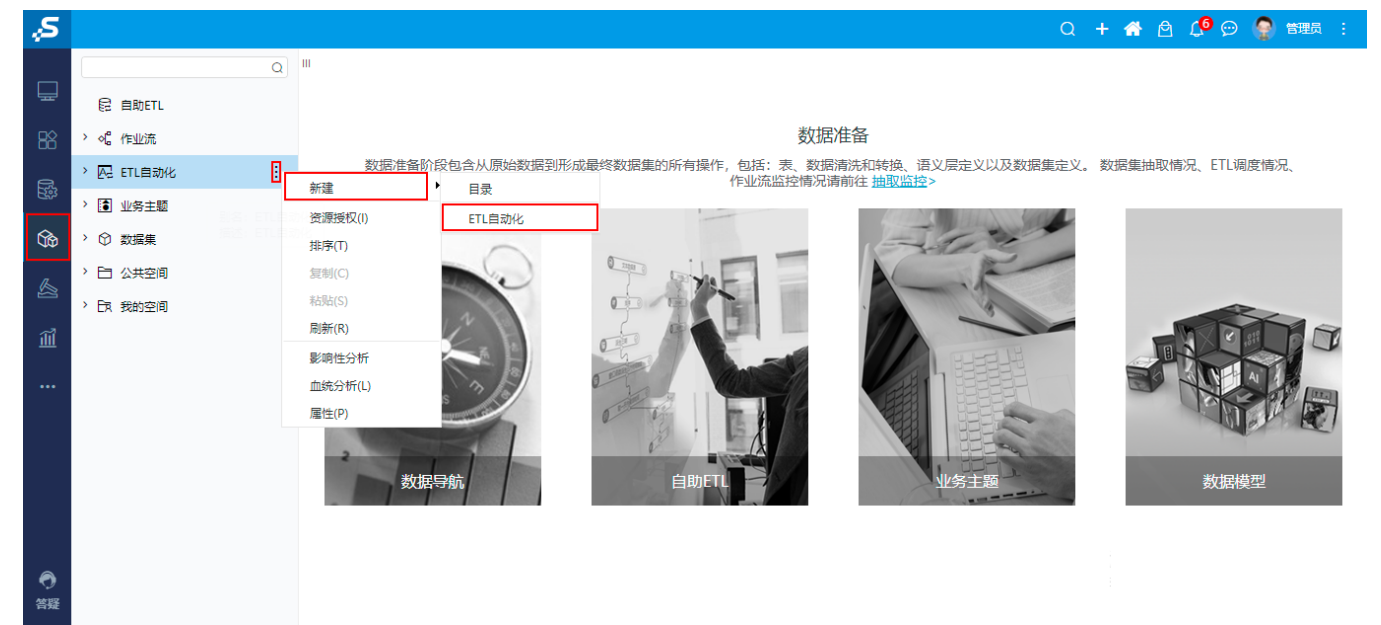 6
管理员
自助ETL
作业流
ETL自动化
业务主题
数据集
公共空间
我的空间
新建
资源授权(I)
排序(T)
复制(C)
粘贴(S)
刷新(R)
影响性分析
血统分析(L)
属性(P)
目录
ETL自动化
数据准备
数据准备阶段包含从原始数据到形成最终数据集的所有操作，包括：表、数据清洗和转换、语义层定义以及数据集定义。 数据集抽取情况、ETL调度情况、
作业流监控情况请前往 抽取监控>
数据导航
自助ETL
业务主题
数据模型
答疑